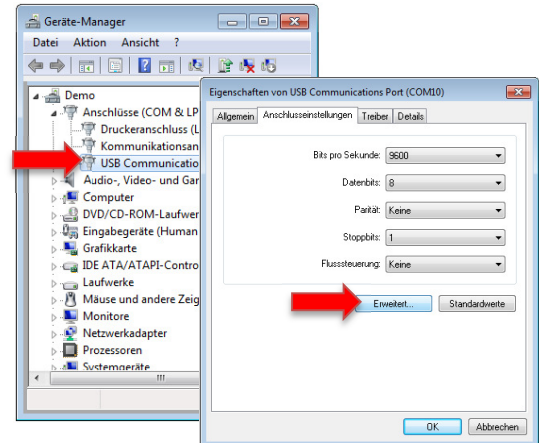 Geräte-Manager
Datei Aktion Ansicht ?
Demo
Anschlüsse (COM & LP
Druckeranschluss (L
Kommunikationsan
USB Communicatio
Audio-, Video- und Gar
Computer
DVD/CD-ROM-Laufwer
Eingabegeräte (Human
Grafikkarte
IDE ATA/ATAPI-Contro
Laufwerke
Mäuse und andere Zeig
Monitore
Netzwerkadapter
Prozessoren
Systemgeräte
Eigenschaften von USB Communications Port (COM10)
Allgemein Anschlusseinstellungen Treiber Details
Bits pro Sekunde: 9600
Datenbits: 8
Parität: Keine
Stoppbits: 1
Flusssteuerung: Keine
Erweitert... Standardwerte
OK Abbrechen